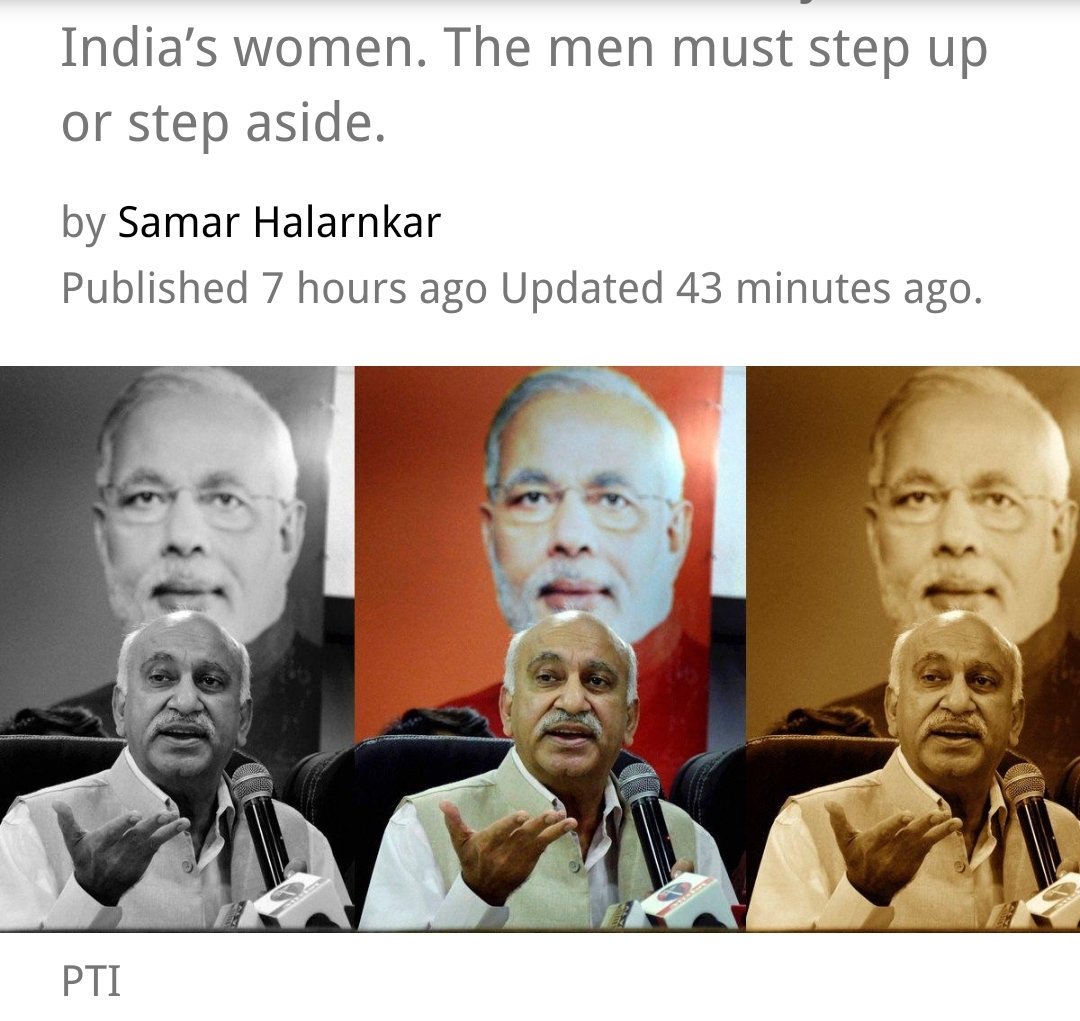 India’s women. The men must step up
or step aside.
by Samar Halarnkar
Published 7 hours ago Updated 43 minutes ago.
PTI